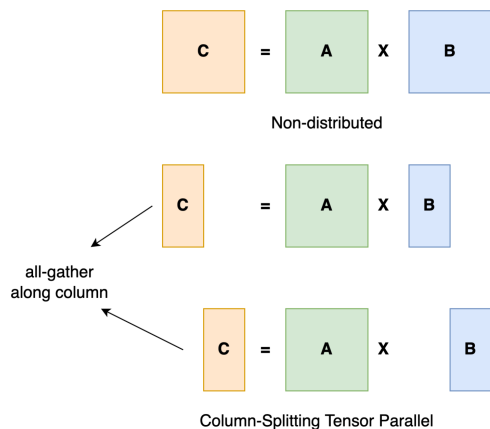 C = A X B
Non-distributed
C = A X B
all-gather
along column
C = A X B
Column-Splitting Tensor Parallel